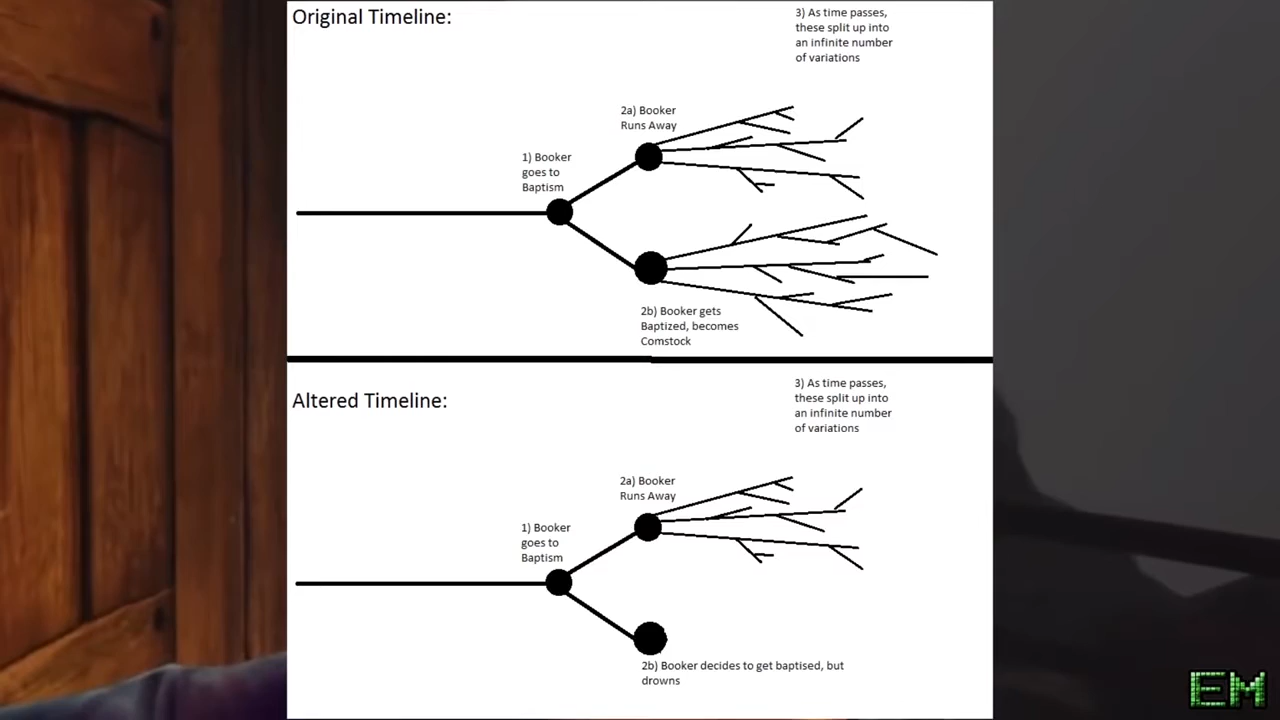 Original Timeline:
3) As time passes,
these split up into
an infinite number
of variations
2a) Booker
Runs Away
1) Booker
goes to
Baptism
2b) Booker gets
Baptized, becomes
Comstock
Altered Timeline:
3) As time passes,
these split up into
an infinite number
of variations
2a) Booker
Runs Away
1) Booker
goes to
Baptism
2b) Booker decides to get baptised, but
drowns
EM